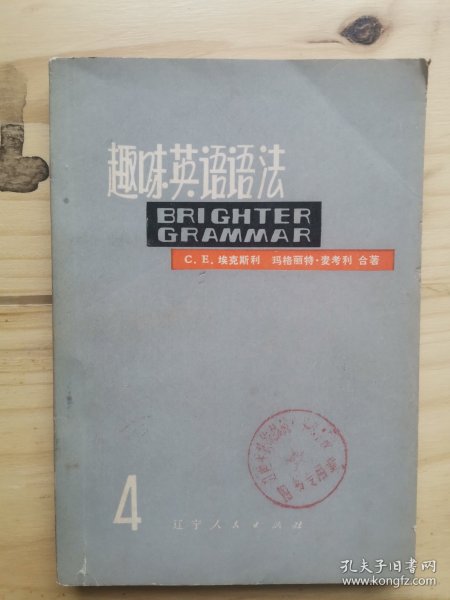 趣味英语语法
BRIGHTER
GRAMMAR
C. E. 埃克斯利 玛格丽特·麦考利 合著
4
辽宁人民出版社
孔夫子旧书网
www.kongfz.com